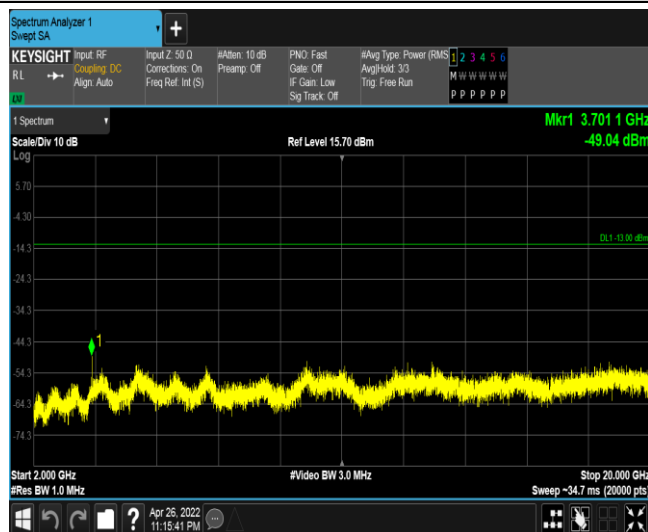 Spectrum Analyzer 1
Swept SA
+
KEYSIGHT
RL
LXI
Input: RF
Coupling: DC
Align: Auto
Input Z: 50 Ω
Corrections: On
Freq Ref: Int (S)
#Atten: 10 dB
Preamp: Off
PNO: Fast
Gate: Off
IF Gain: Low
Sig Track: Off
#Avg Type: Power (RMS
Avg|Hold: 3/3
Trig: Free Run
1 2 3 4 5 6
M W W W W W
P P P P P P
1 Spectrum
Mkr1 3.701 1 GHz
Scale/Div 10 dB
Ref Level 15.70 dBm
-49.04 dBm
Log
5.70
-4.30
DL1 -13.00 dBm
-14.3
-24.3
-34.3
-44.3
1
-54.3
-64.3
-74.3
Start 2.000 GHz
#Video BW 3.0 MHz
Stop 20.000 GHz
#Res BW 1.0 MHz
Sweep ~34.7 ms (20000 pts)
?
Apr 26, 2022
11:15:41 PM